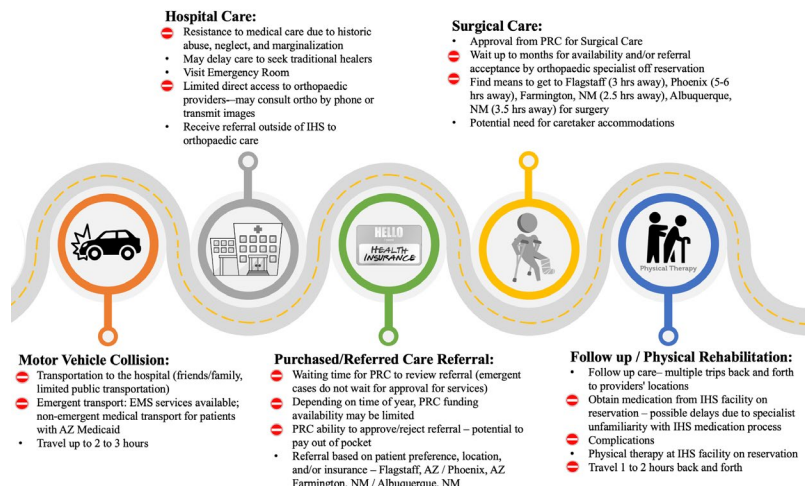 Hospital Care:
Resistance to medical care due to historic
abuse, neglect, and marginalization
• May delay care to seek traditional healers
• Visit Emergency Room
Limited direct access to orthopaedic
providers-–may consult ortho by phone or
transmit images
• Receive referral outside of IHS to
orthopaedic care
Surgical Care:
• Approval from PRC for Surgical Care
Wait up to months for availability and/or referral
acceptance by orthopaedic specialist off reservation
Find means to get to Flagstaff (3 hrs away), Phoenix (5-6
hrs away), Farmington, NM (2.5 hrs away), Albuquerque,
NM (3.5 hrs away) for surgery
• Potential need for caretaker accommodations
HELLO
HEALTH
INSURANCE
Physical Therapy
Motor Vehicle Collision:
Transportation to the hospital (friends/family,
limited public transportation)
Emergent transport: EMS services available;
non-emergent medical transport for patients
with AZ Medicaid
• Travel up to 2 to 3 hours
Purchased/Referred Care Referral:
Waiting time for PRC to review referral (emergent
cases do not wait for approval for services)
Depending on time of year, PRC funding
availability may be limited
PRC ability to approve/reject referral – potential to
pay out of pocket
• Referral based on patient preference, location,
and/or insurance – Flagstaff, AZ / Phoenix, AZ
Farmington, NM / Albuquerque, NM
Follow up / Physical Rehabilitation:
• Follow up care– multiple trips back and forth
to providers' locations
Obtain medication from IHS facility on
reservation – possible delays due to specialist
unfamiliarity with IHS medication process
Complications
• Physical therapy at IHS facility on reservation
Travel 1 to 2 hours back and forth